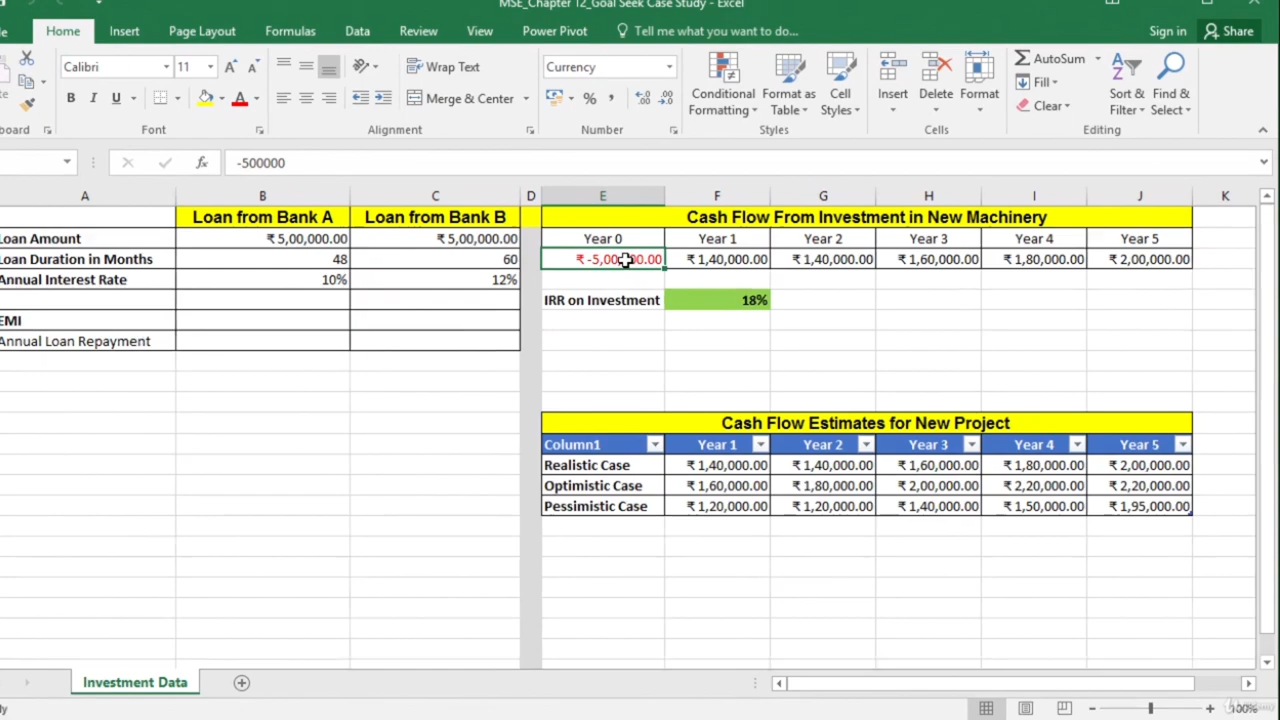 MSE_Chapter 12_Goal Seek Case Study - Excel
Home Insert Page Layout Formulas Data Review View Power Pivot Tell me what you want to do... Sign in Share
Calibri 11 Wrap Text Currency AutoSum
B I U Merge & Center % Conditional Formatting Format as Table Cell Styles Insert Delete Format Fill Clear Sort & Filter Find & Select
board Font Alignment Number Styles Cells Editing
fx -500000
A B C D E F G H I J K
Loan from Bank A Loan from Bank B Cash Flow From Investment in New Machinery
Loan Amount ₹ 5,00,000.00 ₹ 5,00,000.00 Year 0 Year 1 Year 2 Year 3 Year 4 Year 5
Loan Duration in Months 48 60 ₹ 1,40,000.00 ₹ 1,40,000.00 ₹ 1,60,000.00 ₹ 1,80,000.00 ₹ 2,00,000.00
Annual Interest Rate 10% 12%
IRR on Investment 18%
EMI
Annual Loan Repayment
Cash Flow Estimates for New Project
Column1 Year 1 Year 2 Year 3 Year 4 Year 5
Realistic Case ₹ 1,40,000.00 ₹ 1,40,000.00 ₹ 1,60,000.00 ₹ 1,80,000.00 ₹ 2,00,000.00
Optimistic Case ₹ 1,60,000.00 ₹ 1,80,000.00 ₹ 2,00,000.00 ₹ 2,20,000.00 ₹ 2,20,000.00
Pessimistic Case ₹ 1,20,000.00 ₹ 1,20,000.00 ₹ 1,40,000.00 ₹ 1,50,000.00 ₹ 1,95,000.00
Investment Data
100%